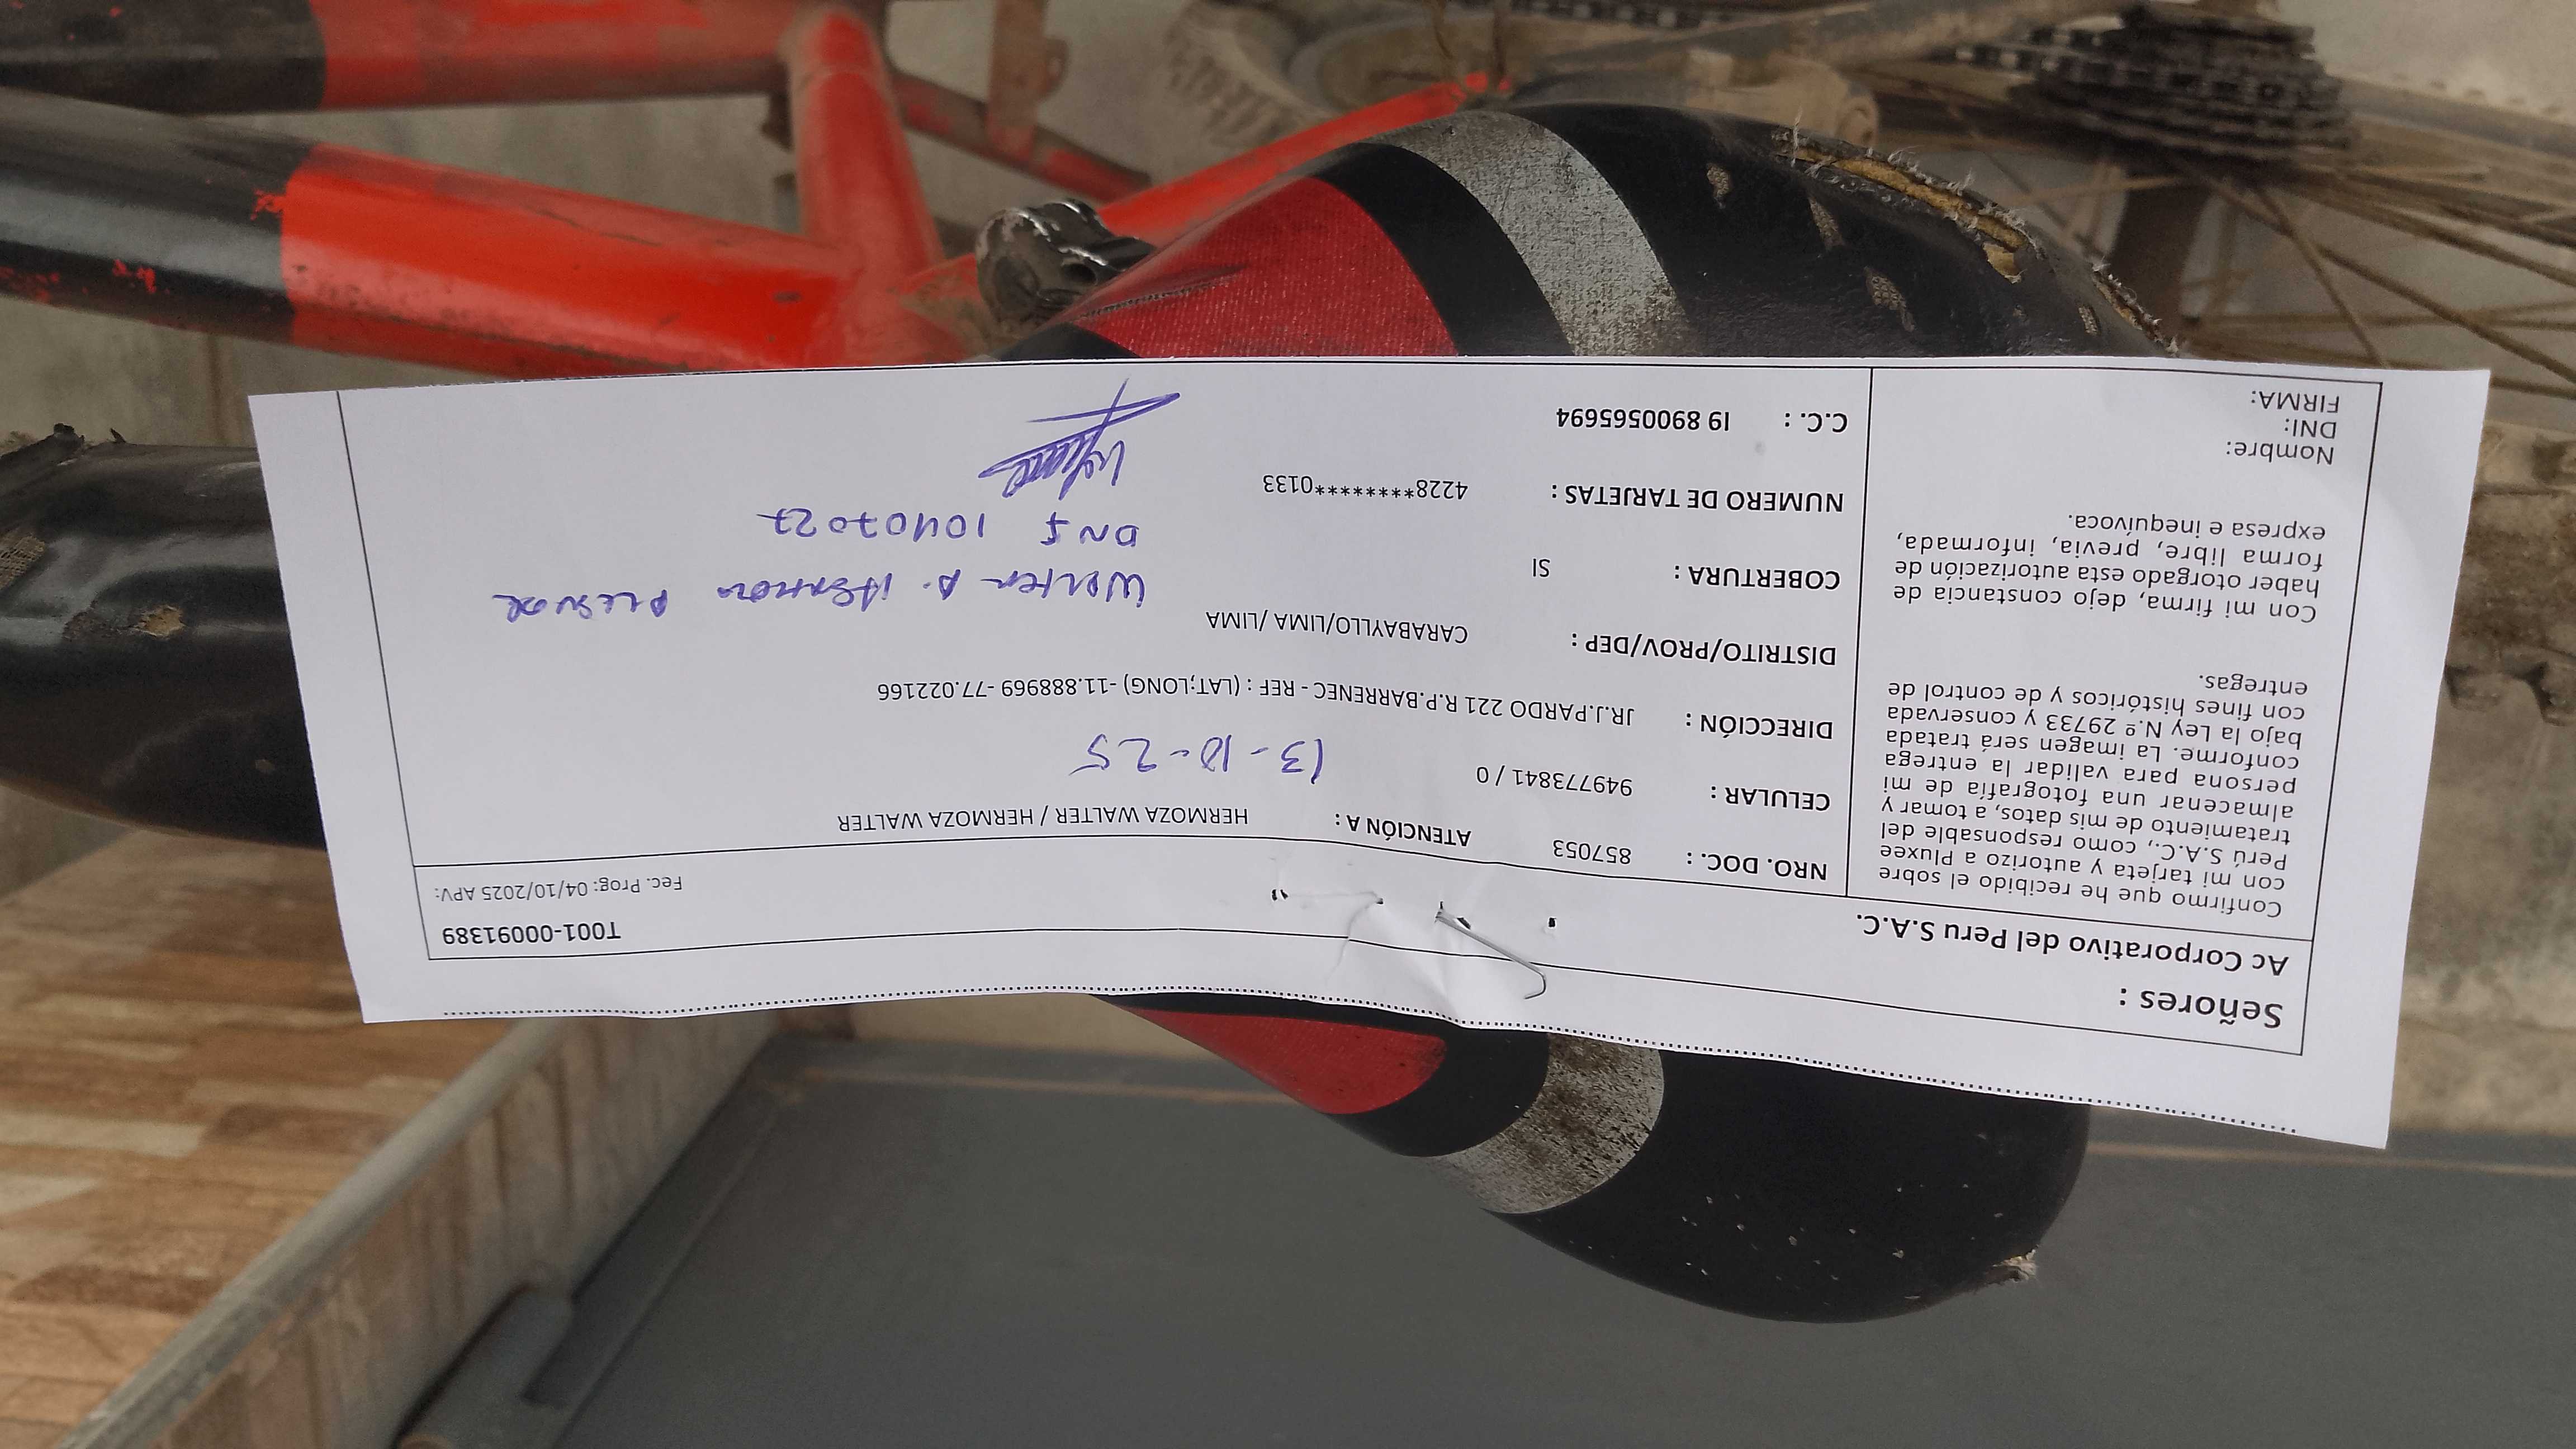 Señores :
Ac Corporativo del Peru S.A.C.
T001-00091389
Fec. Prog: 04/10/2025 APV:
Confirmo que he recibido el sobre
con mi tarjeta y autorizo a Pluxee
Perú S.A.C., como responsable del
tratamiento de mis datos, a tomar y
almacenar una fotografía de mi
persona para validar la entrega
conforme. La imagen será tratada
bajo la Ley N.º 29733 y conservada
con fines históricos y de control de
entregas.
Con mi firma, dejo constancia de
haber otorgado esta autorización de
forma libre, previa, informada,
expresa e inequívoca.
Nombre:
DNI:
FIRMA:
NRO. DOC. : 857053 ATENCIÓN A : HERMOZA WALTER / HERMOZA WALTER
CELULAR : 949773841 / 0
13-10-25
DIRECCIÓN : JR.J.PARDO 221 R.P.BARRENEC - REF : (LAT;LONG) -11.888969 -77.022166
DISTRITO/PROV/DEP : CARABAYLLO/LIMA /LIMA
Walter A. Hermoza
COBERTURA : SI
DNI 10407027
NUMERO DE TARJETAS : 4228*********0133
C.C. : I9 8900565694